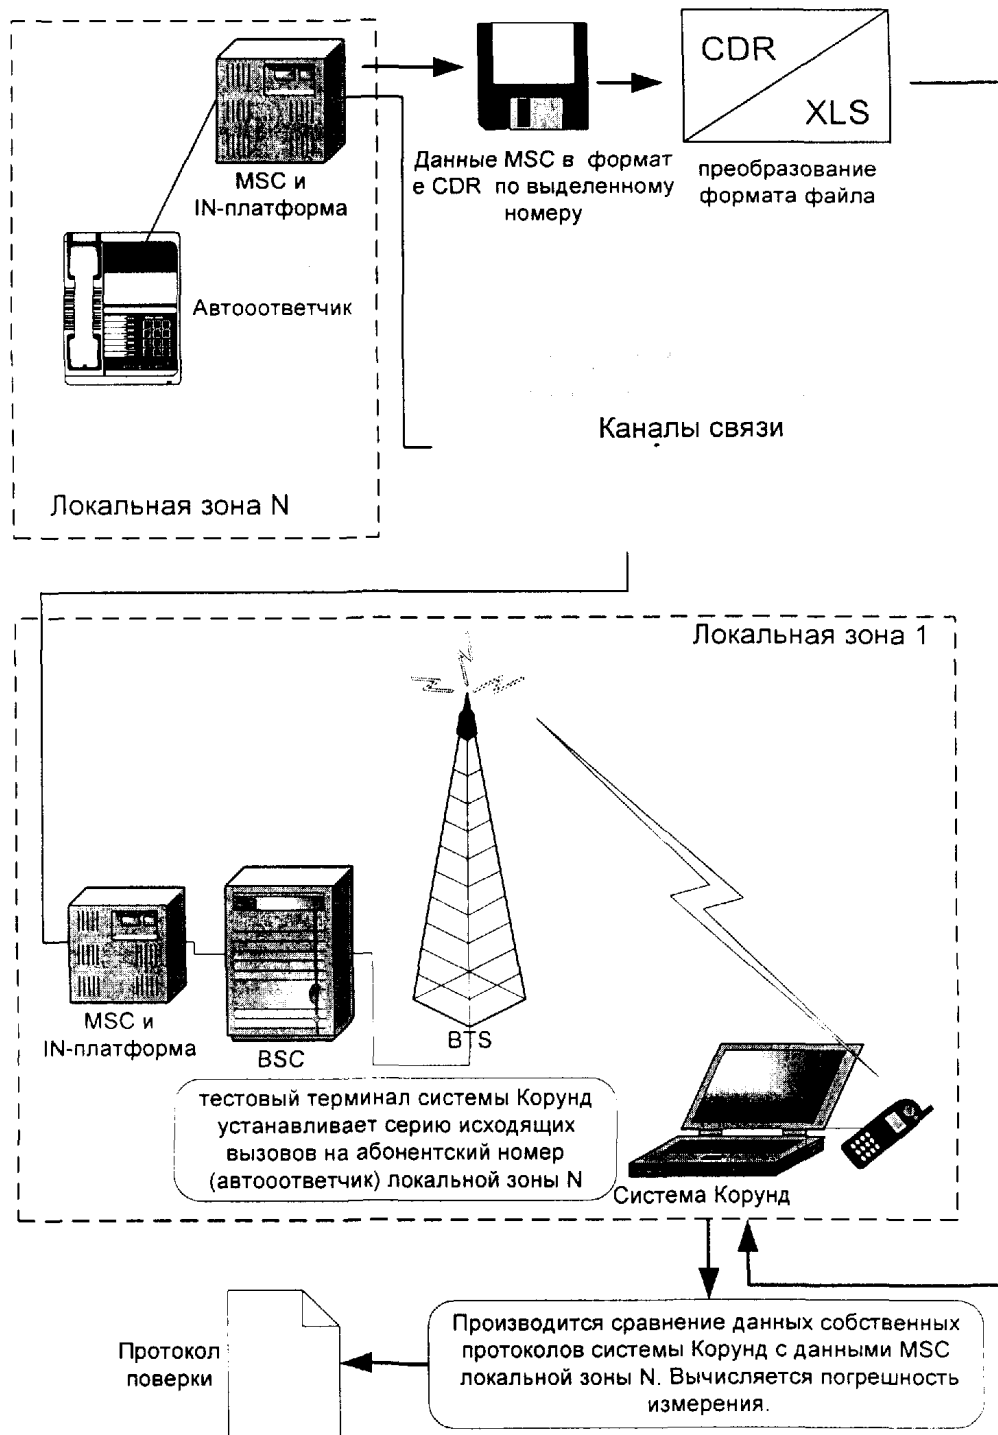 MSC и
IN-платформа
Автооответчик
Локальная зона N
Данные MSC в формат
е CDR по выделенному
номеру
CDR
XLS
преобразование
формата файла
Каналы связи
Локальная зона 1
MSC и
IN-платформа
BSC
BTS
тестовый терминал системы Корунд
устанавливает серию исходящих
вызовов на абонентский номер
(автооответчик) локальной зоны N
Система Корунд
Производится сравнение данных собственных
протоколов системы Корунд с данными MSC
локальной зоны N. Вычисляется погрешность
измерения.
Протокол
поверки